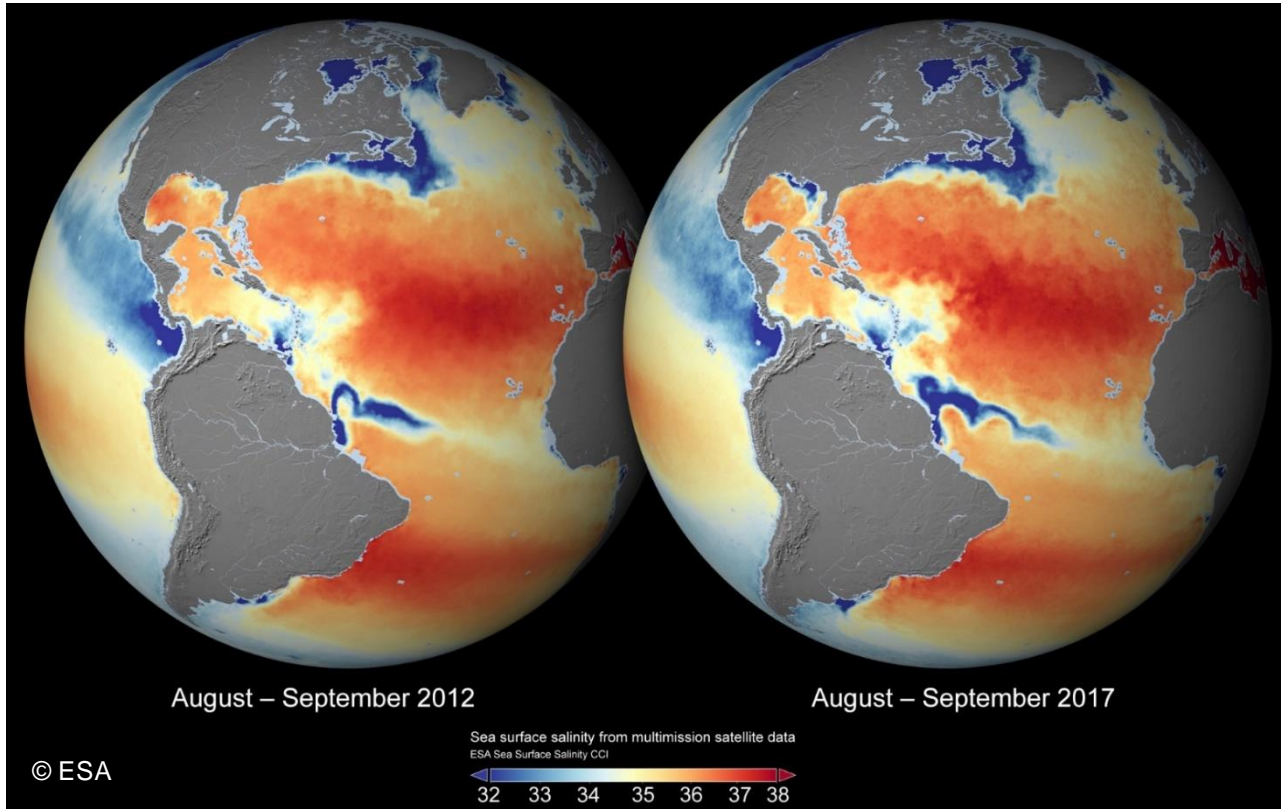 August – September 2012
August – September 2017
Sea surface salinity from multimission satellite data
ESA Sea Surface Salinity CCI
© ESA
32 33 34 35 36 37 38